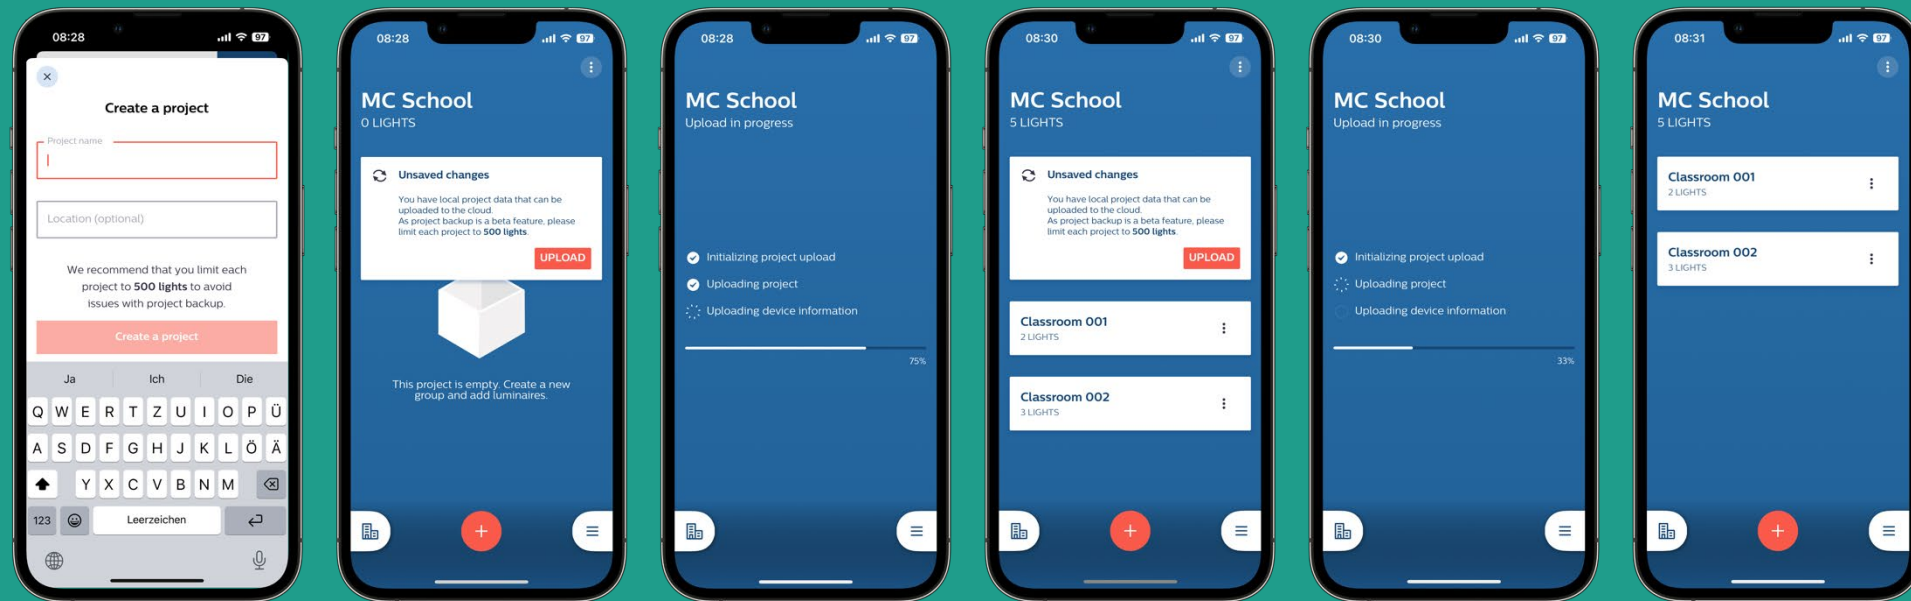 08:28
97
Create a project
Project name
Location (optional)
We recommend that you limit each
project to 500 lights to avoid
issues with project backup.
Create a project
Ja
Ich
Die
Q W E R T Z U I O P Ü
A S D F G H J K L Ö Ä
Y X C V B N M
123
Leerzeichen
08:28
97
MC School
0 LIGHTS
Unsaved changes
You have local project data that can be
uploaded to the cloud.
As project backup is a beta feature, please
limit each project to 500 lights.
UPLOAD
This project is empty. Create a new
group and add luminaires.
08:28
97
MC School
Upload in progress
Initializing project upload
Uploading project
Uploading device information
75%
08:30
97
MC School
5 LIGHTS
Unsaved changes
You have local project data that can be
uploaded to the cloud.
As project backup is a beta feature, please
limit each project to 500 lights.
UPLOAD
Classroom 001
2 LIGHTS
Classroom 002
3 LIGHTS
08:30
97
MC School
Upload in progress
Initializing project upload
Uploading project
Uploading device information
33%
08:31
97
MC School
5 LIGHTS
Classroom 001
2 LIGHTS
Classroom 002
3 LIGHTS